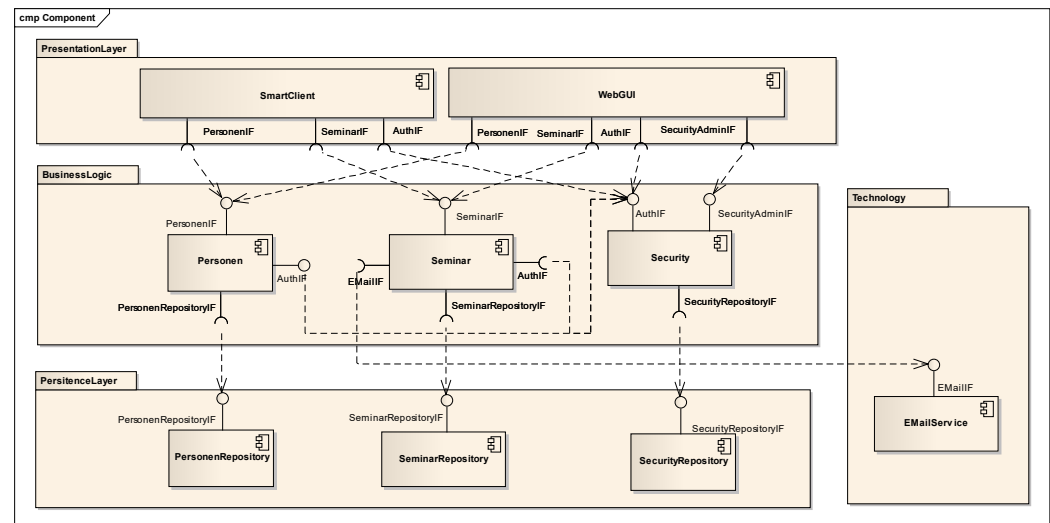 cmp Component
PresentationLayer
SmartClient
WebGUI
PersonenIF
SeminarIF
AuthIF
PersonenIF
SeminarIF
AuthIF
SecurityAdminIF
BusinessLogic
PersonenIF
SeminarIF
AuthIF
SecurityAdminIF
Personen
AuthIF
EMailIF
Seminar
AuthIF
Security
PersonenRepositoryIF
SeminarRepositoryIF
SecurityRepositoryIF
Technology
EMailIF
EMailService
PersitenceLayer
PersonenRepositoryIF
SeminarRepositoryIF
SecurityRepositoryIF
PersonenRepository
SeminarRepository
SecurityRepository